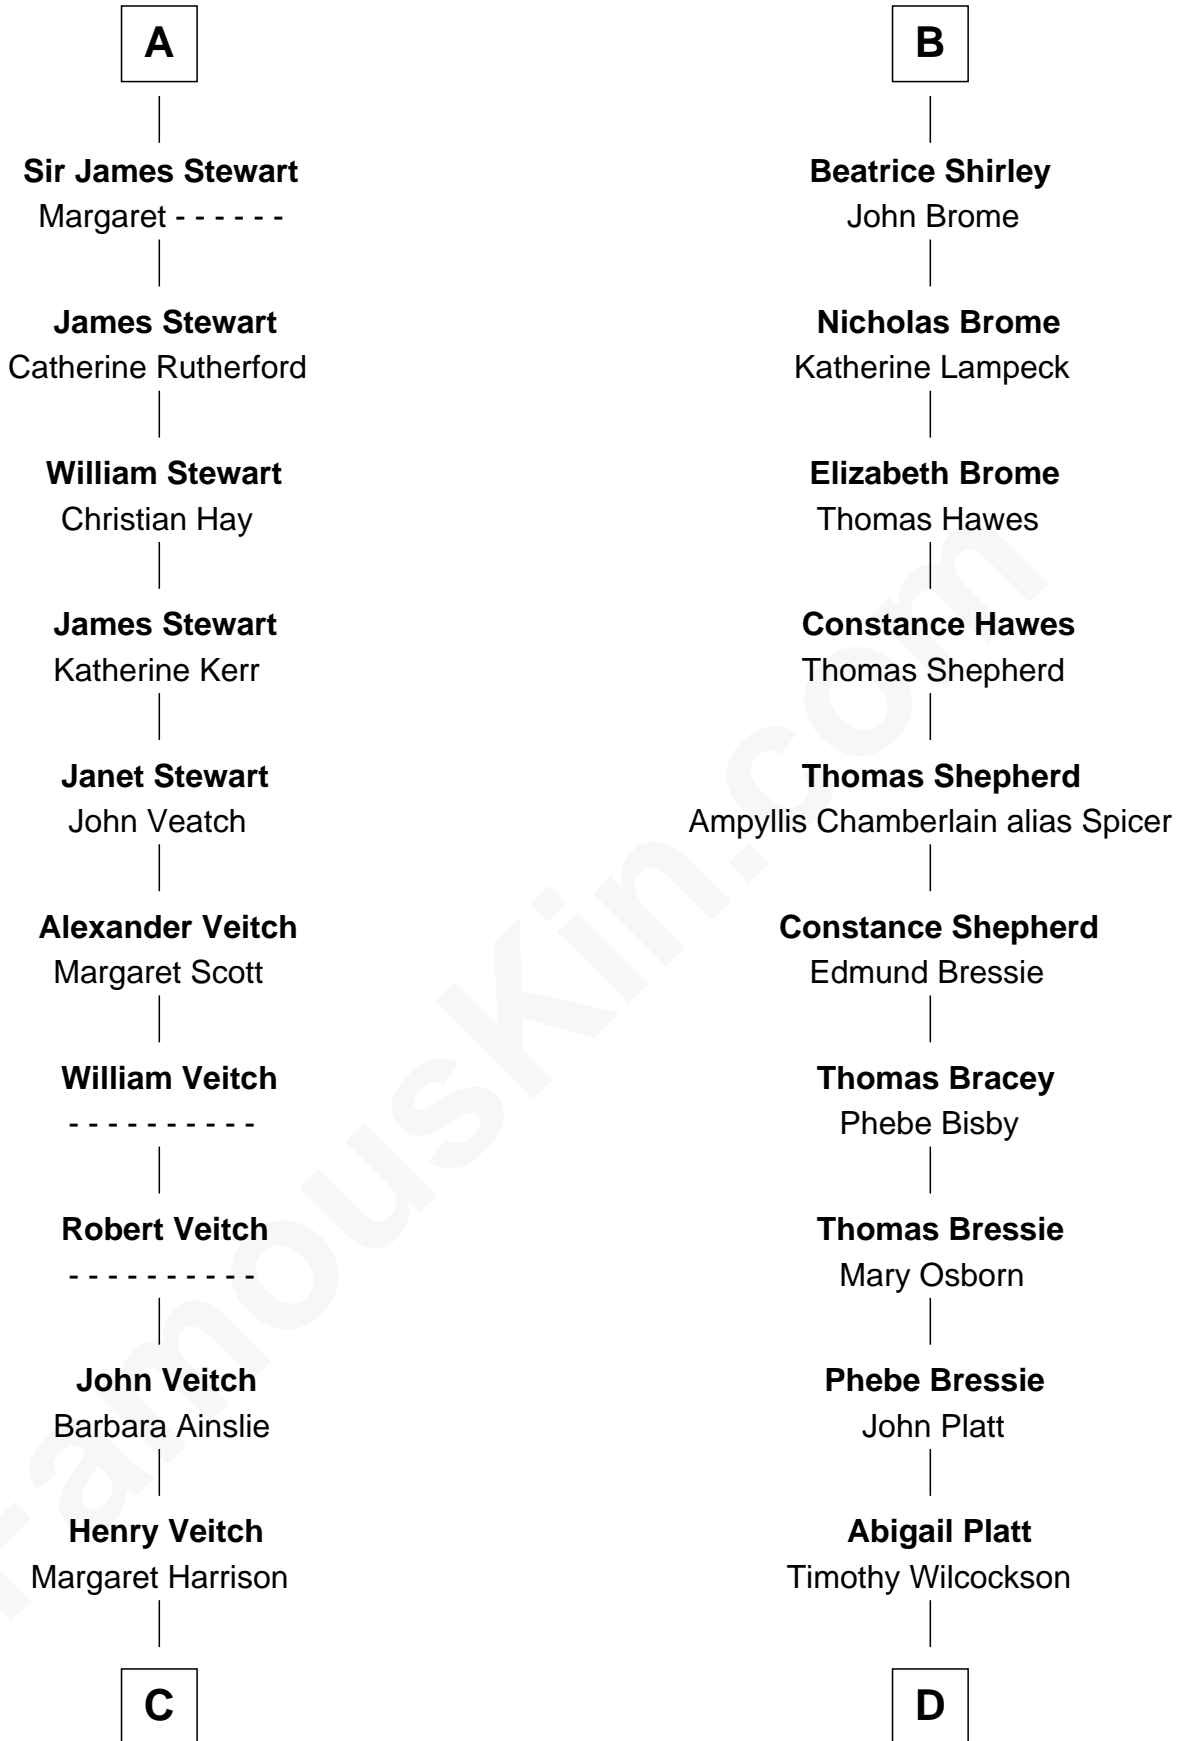 A
Sir James Stewart
Margaret - - - - - -
James Stewart
Catherine Rutherford
William Stewart
Christian Hay
James Stewart
Katherine Kerr
Janet Stewart
John Veatch
Alexander Veitch
Margaret Scott
William Veitch
- - - - - - - - - -
Robert Veitch
- - - - - - - - - -
John Veitch
Barbara Ainslie
Henry Veitch
Margaret Harrison
C
B
Beatrice Shirley
John Brome
Nicholas Brome
Katherine Lampeck
Elizabeth Brome
Thomas Hawes
Constance Hawes
Thomas Shepherd
Thomas Shepherd
Ampyllis Chamberlain alias Spicer
Constance Shepherd
Edmund Bressie
Thomas Bracey
Phebe Bisby
Thomas Bressie
Mary Osborn
Phebe Bressie
John Platt
Abigail Platt
Timothy Wilcockson
D
FamousKin.com